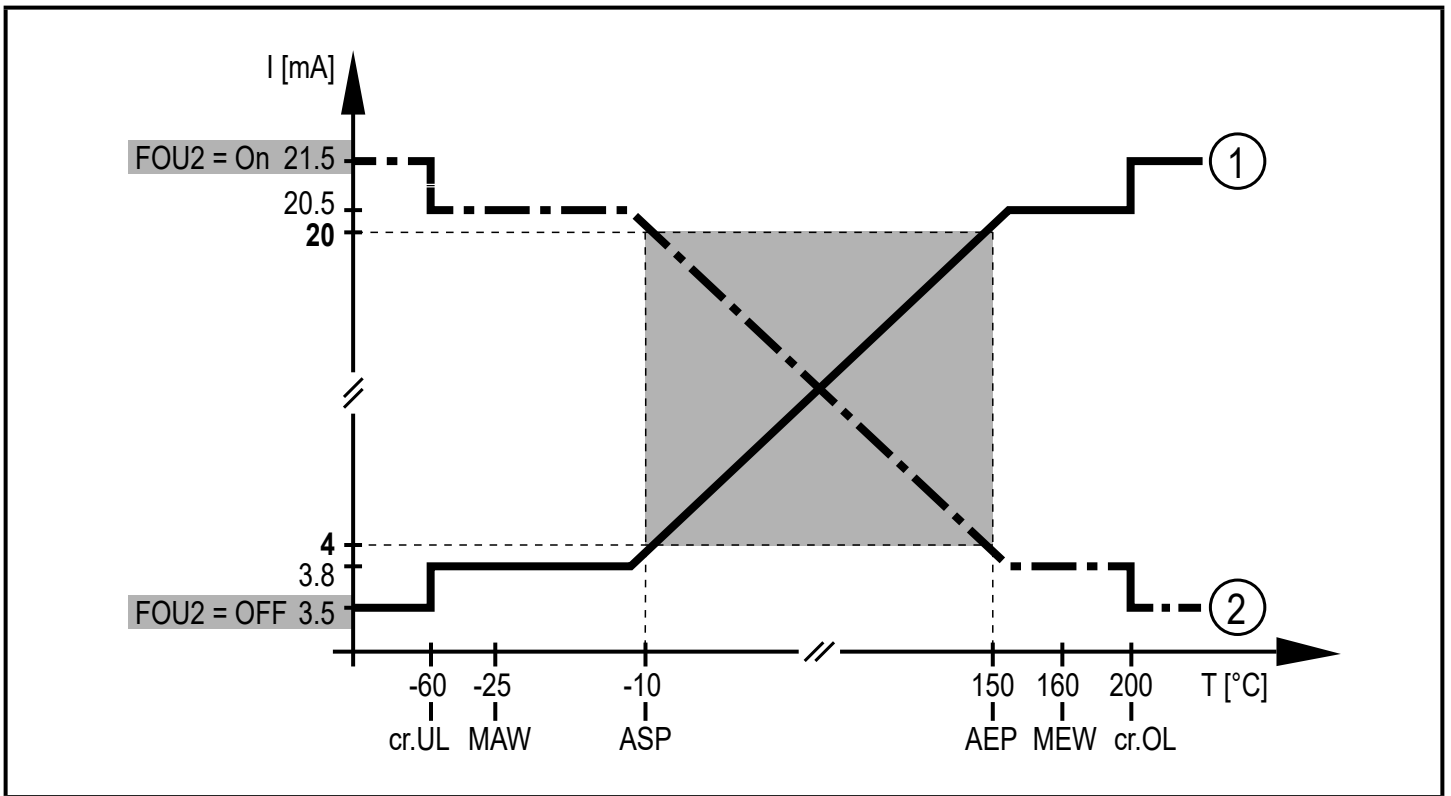 I [mA]
FOU2 = On 21.5
20.5
20
4
3.8
FOU2 = OFF 3.5
1
2
-60 -25 -10 150 160 200 T [°C]
cr.UL MAW ASP AEP MEW cr.OL